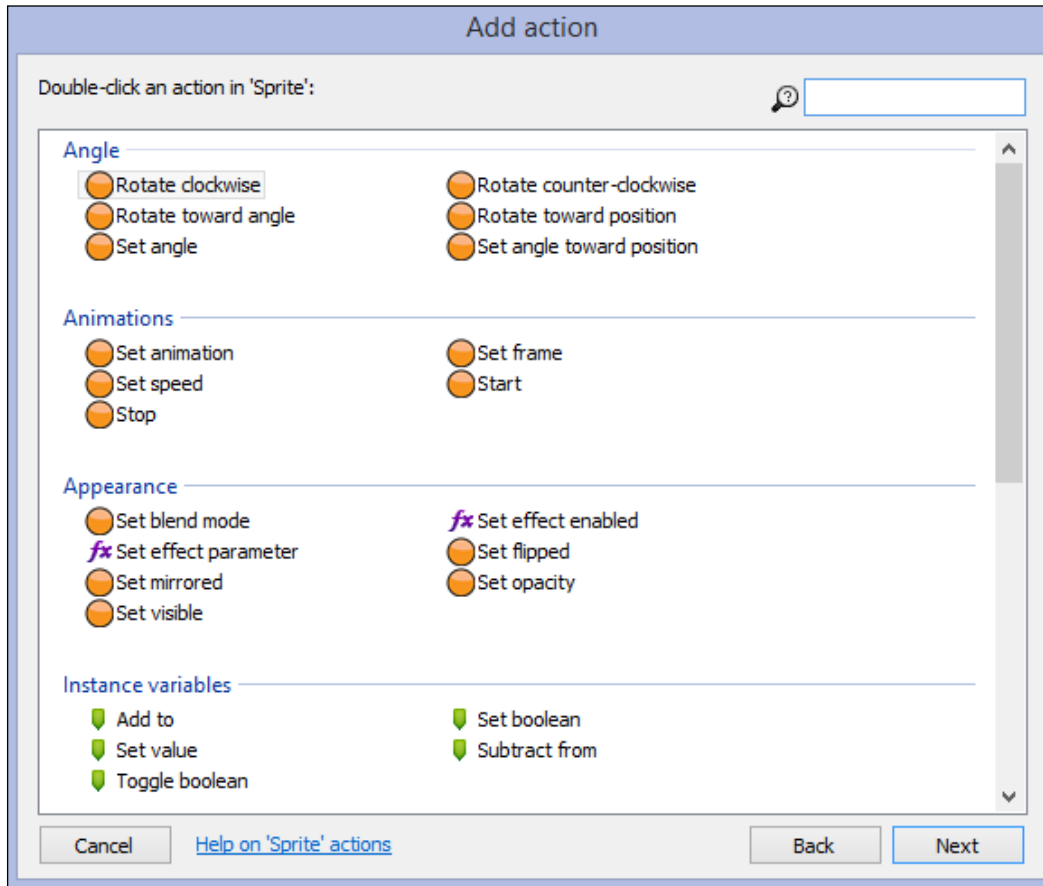 Add action
Double-click an action in 'Sprite':
Angle
Rotate clockwise Rotate counter-clockwise
Rotate toward angle Rotate toward position
Set angle Set angle toward position
Animations
Set animation Set frame
Set speed Start
Stop
Appearance
Set blend mode fx Set effect enabled
fx Set effect parameter Set flipped
Set mirrored Set opacity
Set visible
Instance variables
Add to Set boolean
Set value Subtract from
Toggle boolean
Cancel Help on 'Sprite' actions Back Next